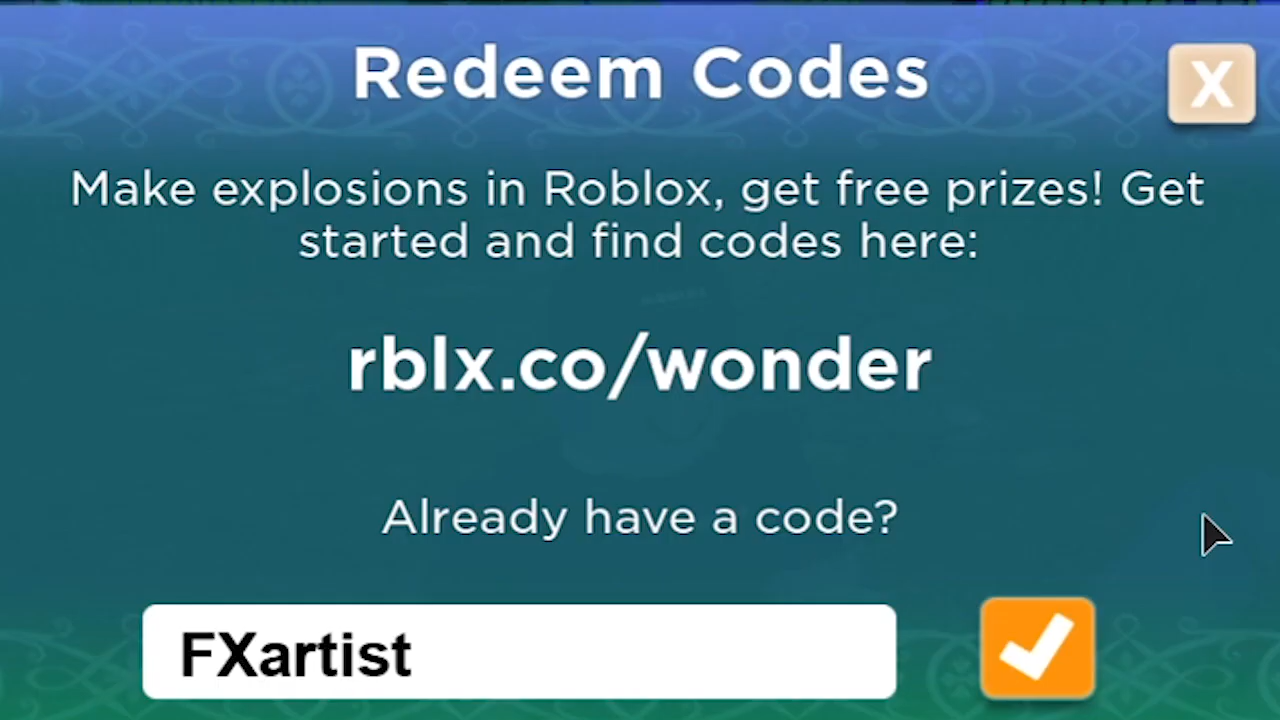 Redeem Codes
X
Make explosions in Roblox, get free prizes! Get
started and find codes here:
rblx.co/wonder
Already have a code?
FXartist